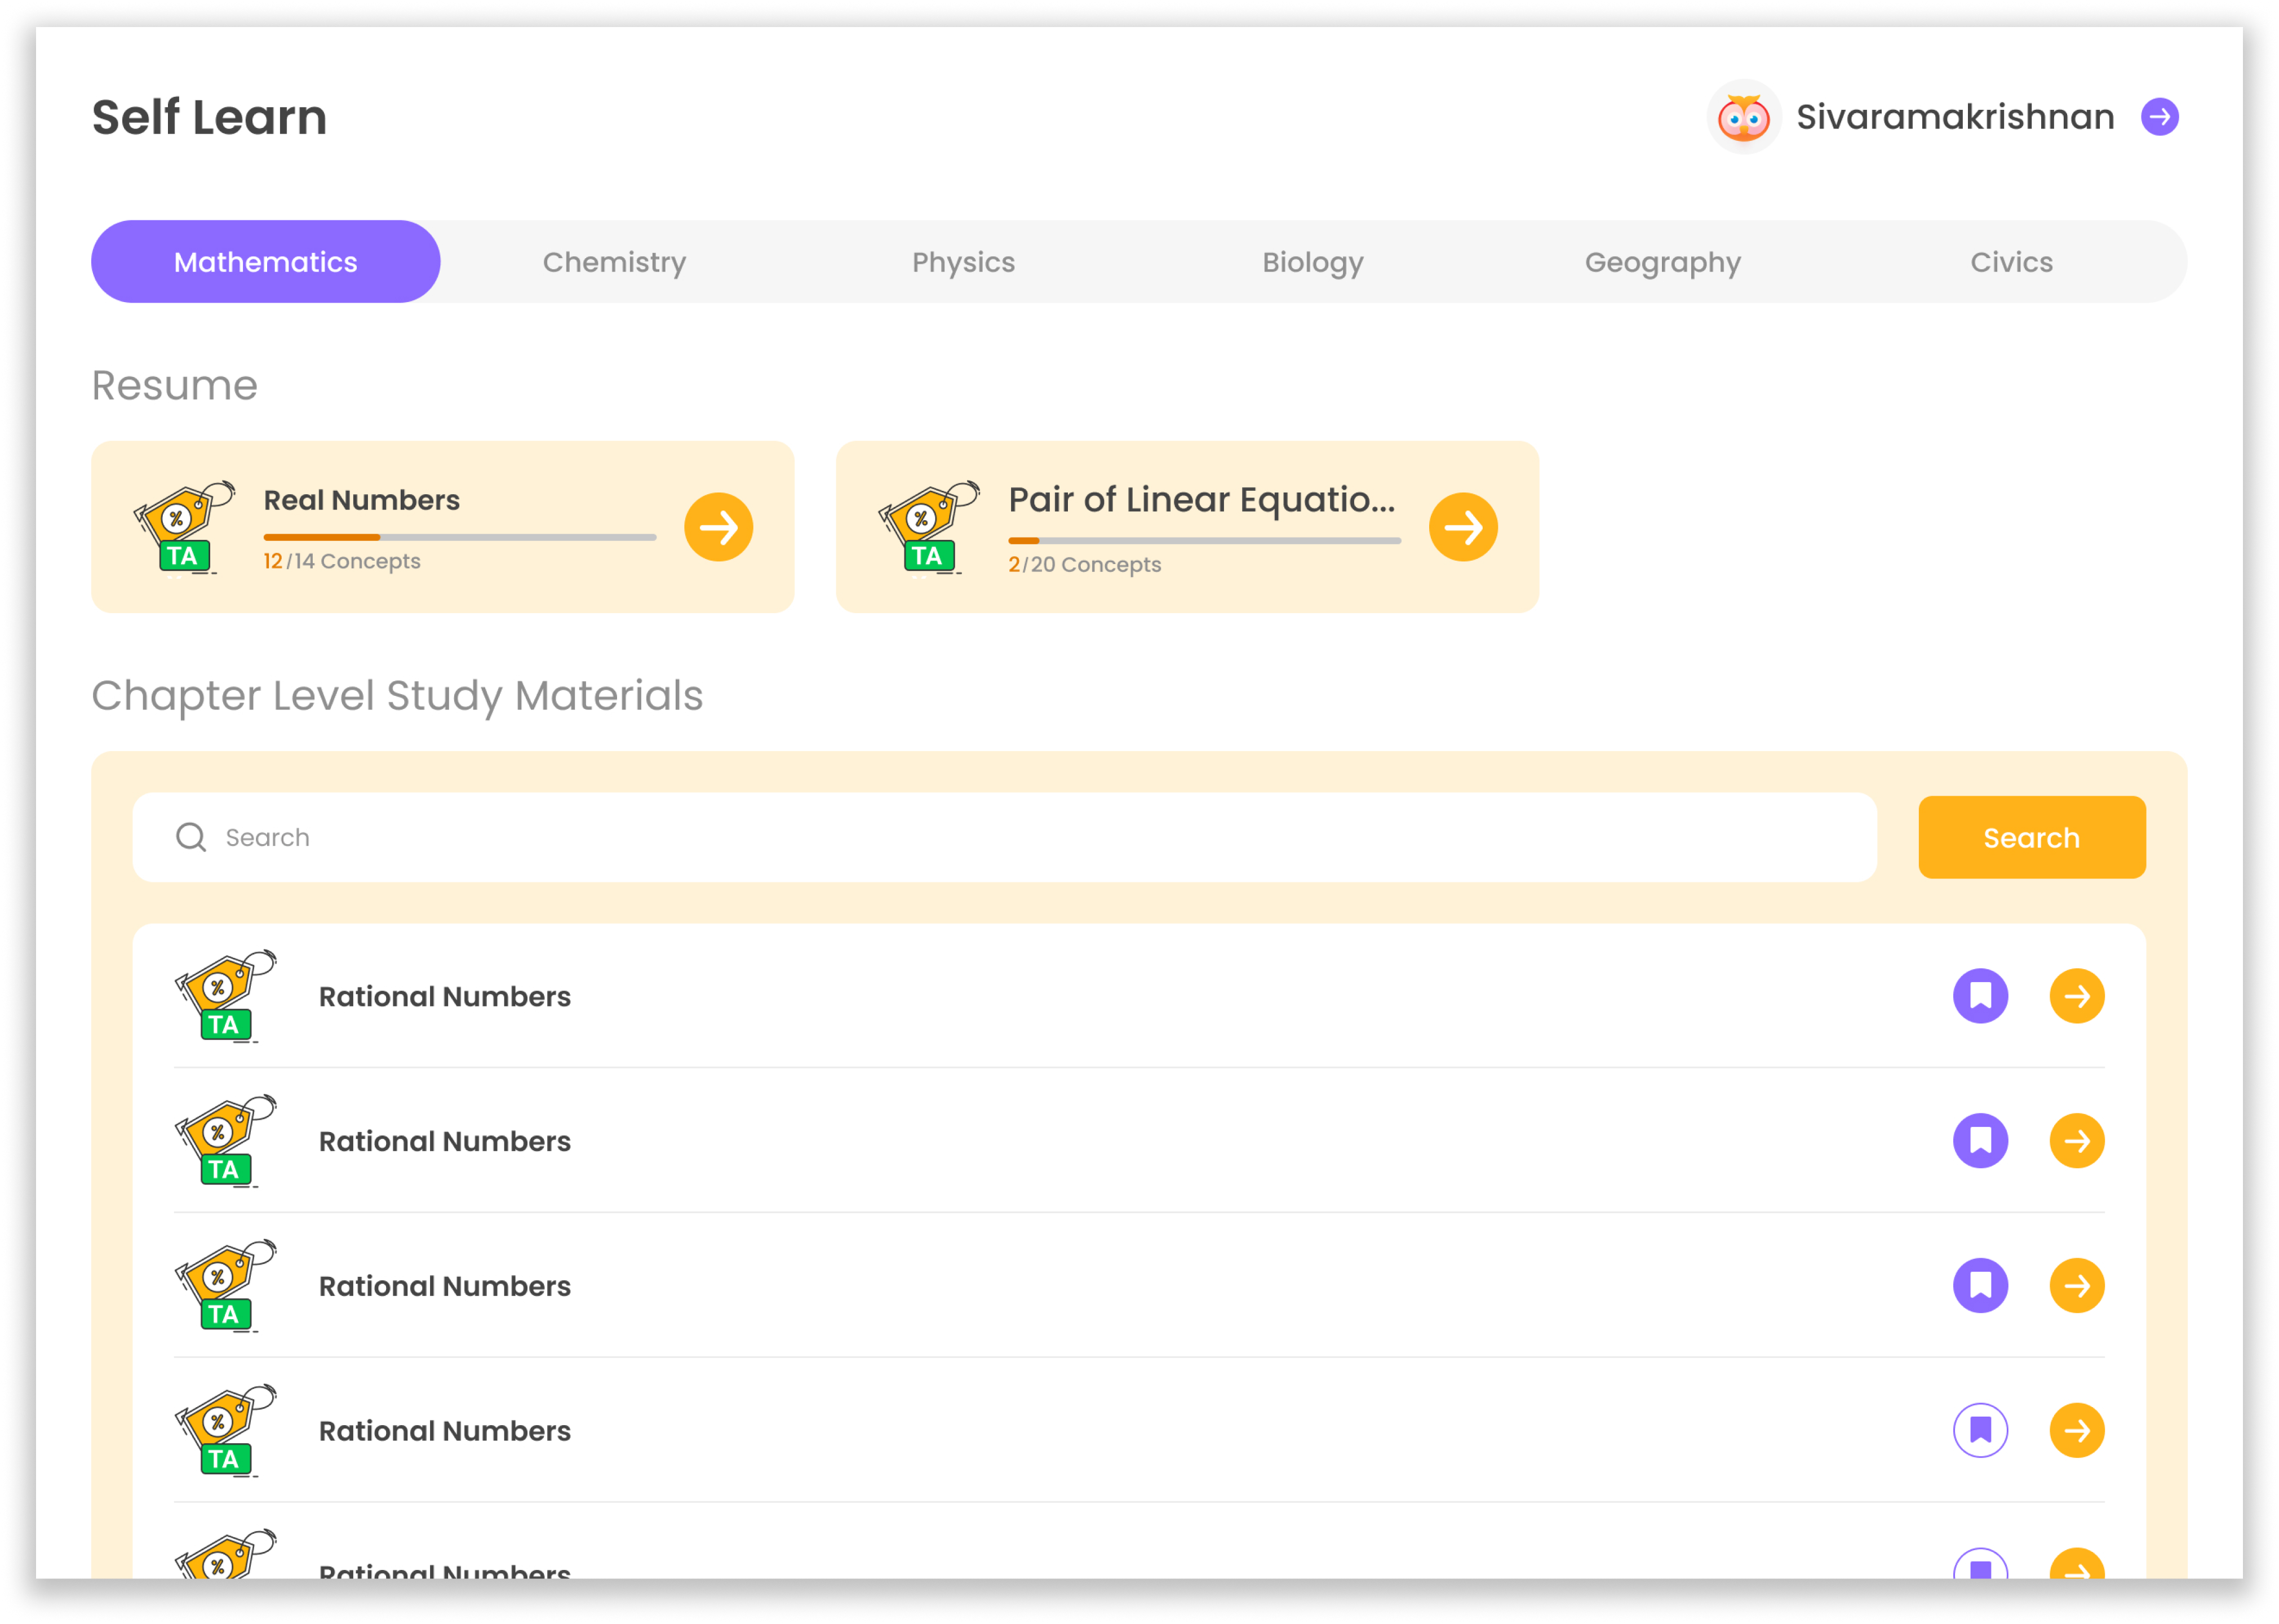 Self Learn
Sivaramakrishnan
Mathematics Chemistry Physics Biology Geography Civics
Resume
% TA Real Numbers
12/14 Concepts
% TA Pair of Linear Equatio...
2/20 Concepts
Chapter Level Study Materials
Search Search
% TA Rational Numbers
% TA Rational Numbers
% TA Rational Numbers
% TA Rational Numbers
% Rational Numbers